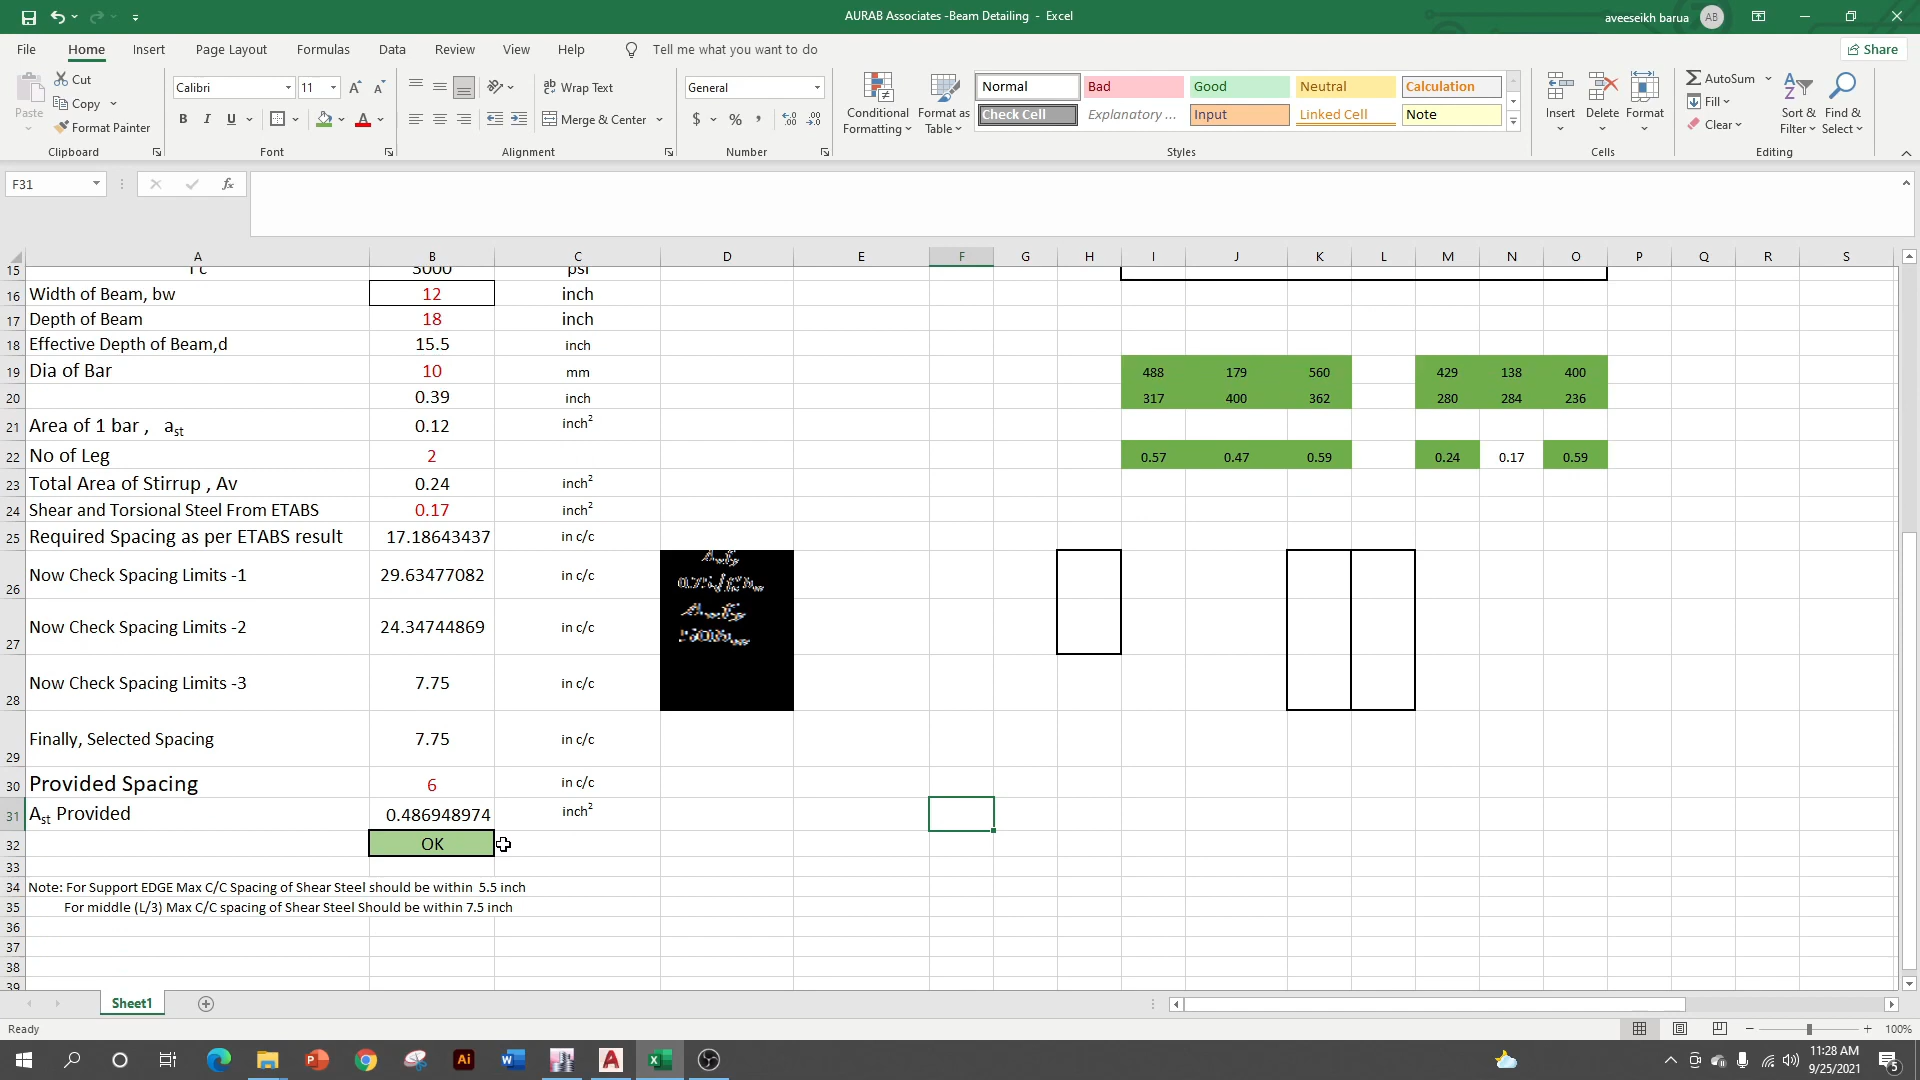 AURAB Associates -Beam Detailing - Excel
aveeseikh barua AB
File Home Insert Page Layout Formulas Data Review View Help Tell me what you want to do Share
Paste Cut Copy Format Painter Clipboard
Calibri 11 A A B I U A Font
Wrap Text Merge & Center Alignment
General $ % , Number
Conditional Formatting Format as Table
Normal Bad Good Neutral Calculation
Check Cell Explanatory ... Input Linked Cell Note
Styles
Insert Delete Format Cells
AutoSum Fill Clear Sort & Filter Find & Select Editing
F31 fx
A B C D E F G H I J K L M N O P Q R S
15 f'c 3000 psi
16 Width of Beam, bw 12 inch
17 Depth of Beam 18 inch
18 Effective Depth of Beam,d 15.5 inch
19 Dia of Bar 10 mm 488 179 560 429 138 400
20 0.39 inch 317 400 362 280 284 236
21 Area of 1 bar , ast 0.12 inch2
22 No of Leg 2 0.57 0.47 0.59 0.24 0.17 0.59
23 Total Area of Stirrup , Av 0.24 inch2
24 Shear and Torsional Steel From ETABS 0.17 inch2
25 Required Spacing as per ETABS result 17.18643437 in c/c
26 Now Check Spacing Limits -1 29.63477082 in c/c
27 Now Check Spacing Limits -2 24.34744869 in c/c
28 Now Check Spacing Limits -3 7.75 in c/c
29 Finally, Selected Spacing 7.75 in c/c
30 Provided Spacing 6 in c/c
31 Ast Provided 0.486948974 inch2
32 OK
33
34 Note: For Support EDGE Max C/C Spacing of Shear Steel should be within 5.5 inch
35 For middle (L/3) Max C/C spacing of Shear Steel Should be within 7.5 inch
36
37
38
39
Sheet1
Ready 100%
Ai 11:28 AM
9/25/2021 5